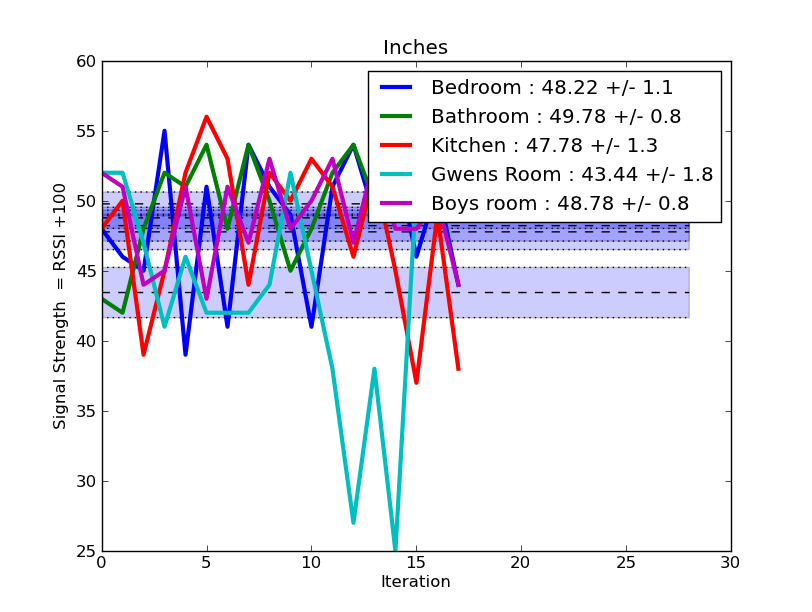 Inches
60
55
50
45
40
35
30
25
Signal Strength = RSSI +100
Bedroom : 48.22 +/- 1.1
Bathroom : 49.78 +/- 0.8
Kitchen : 47.78 +/- 1.3
Gwens Room : 43.44 +/- 1.8
Boys room : 48.78 +/- 0.8
0 5 10 15 20 25 30
Iteration